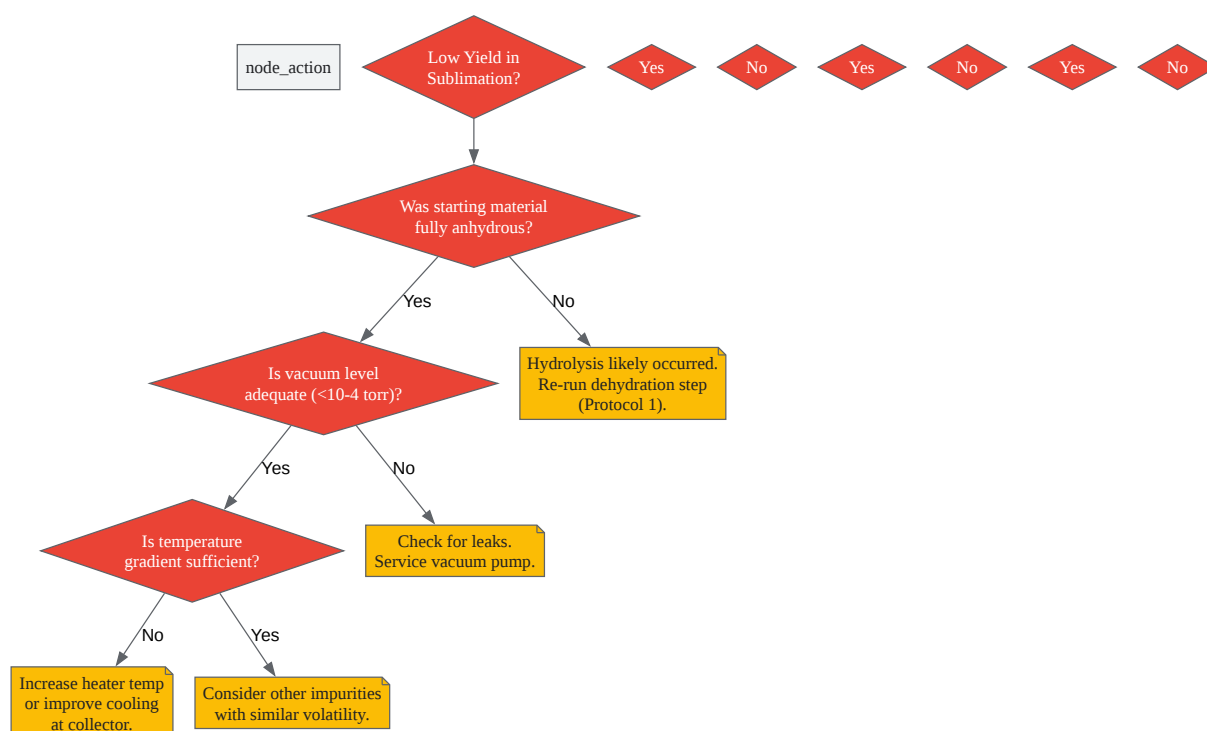 node_action
Low Yield in
Sublimation?
Yes
No
Yes
No
Yes
No
Was starting material
fully anhydrous?
Yes
No
Is vacuum level
adequate (<10-4 torr)?
Hydrolysis likely occurred.
Re-run dehydration step
(Protocol 1).
Yes
No
Is temperature
gradient sufficient?
Check for leaks.
Service vacuum pump.
No
Yes
Increase heater temp
or improve cooling
at collector.
Consider other impurities
with similar volatility.